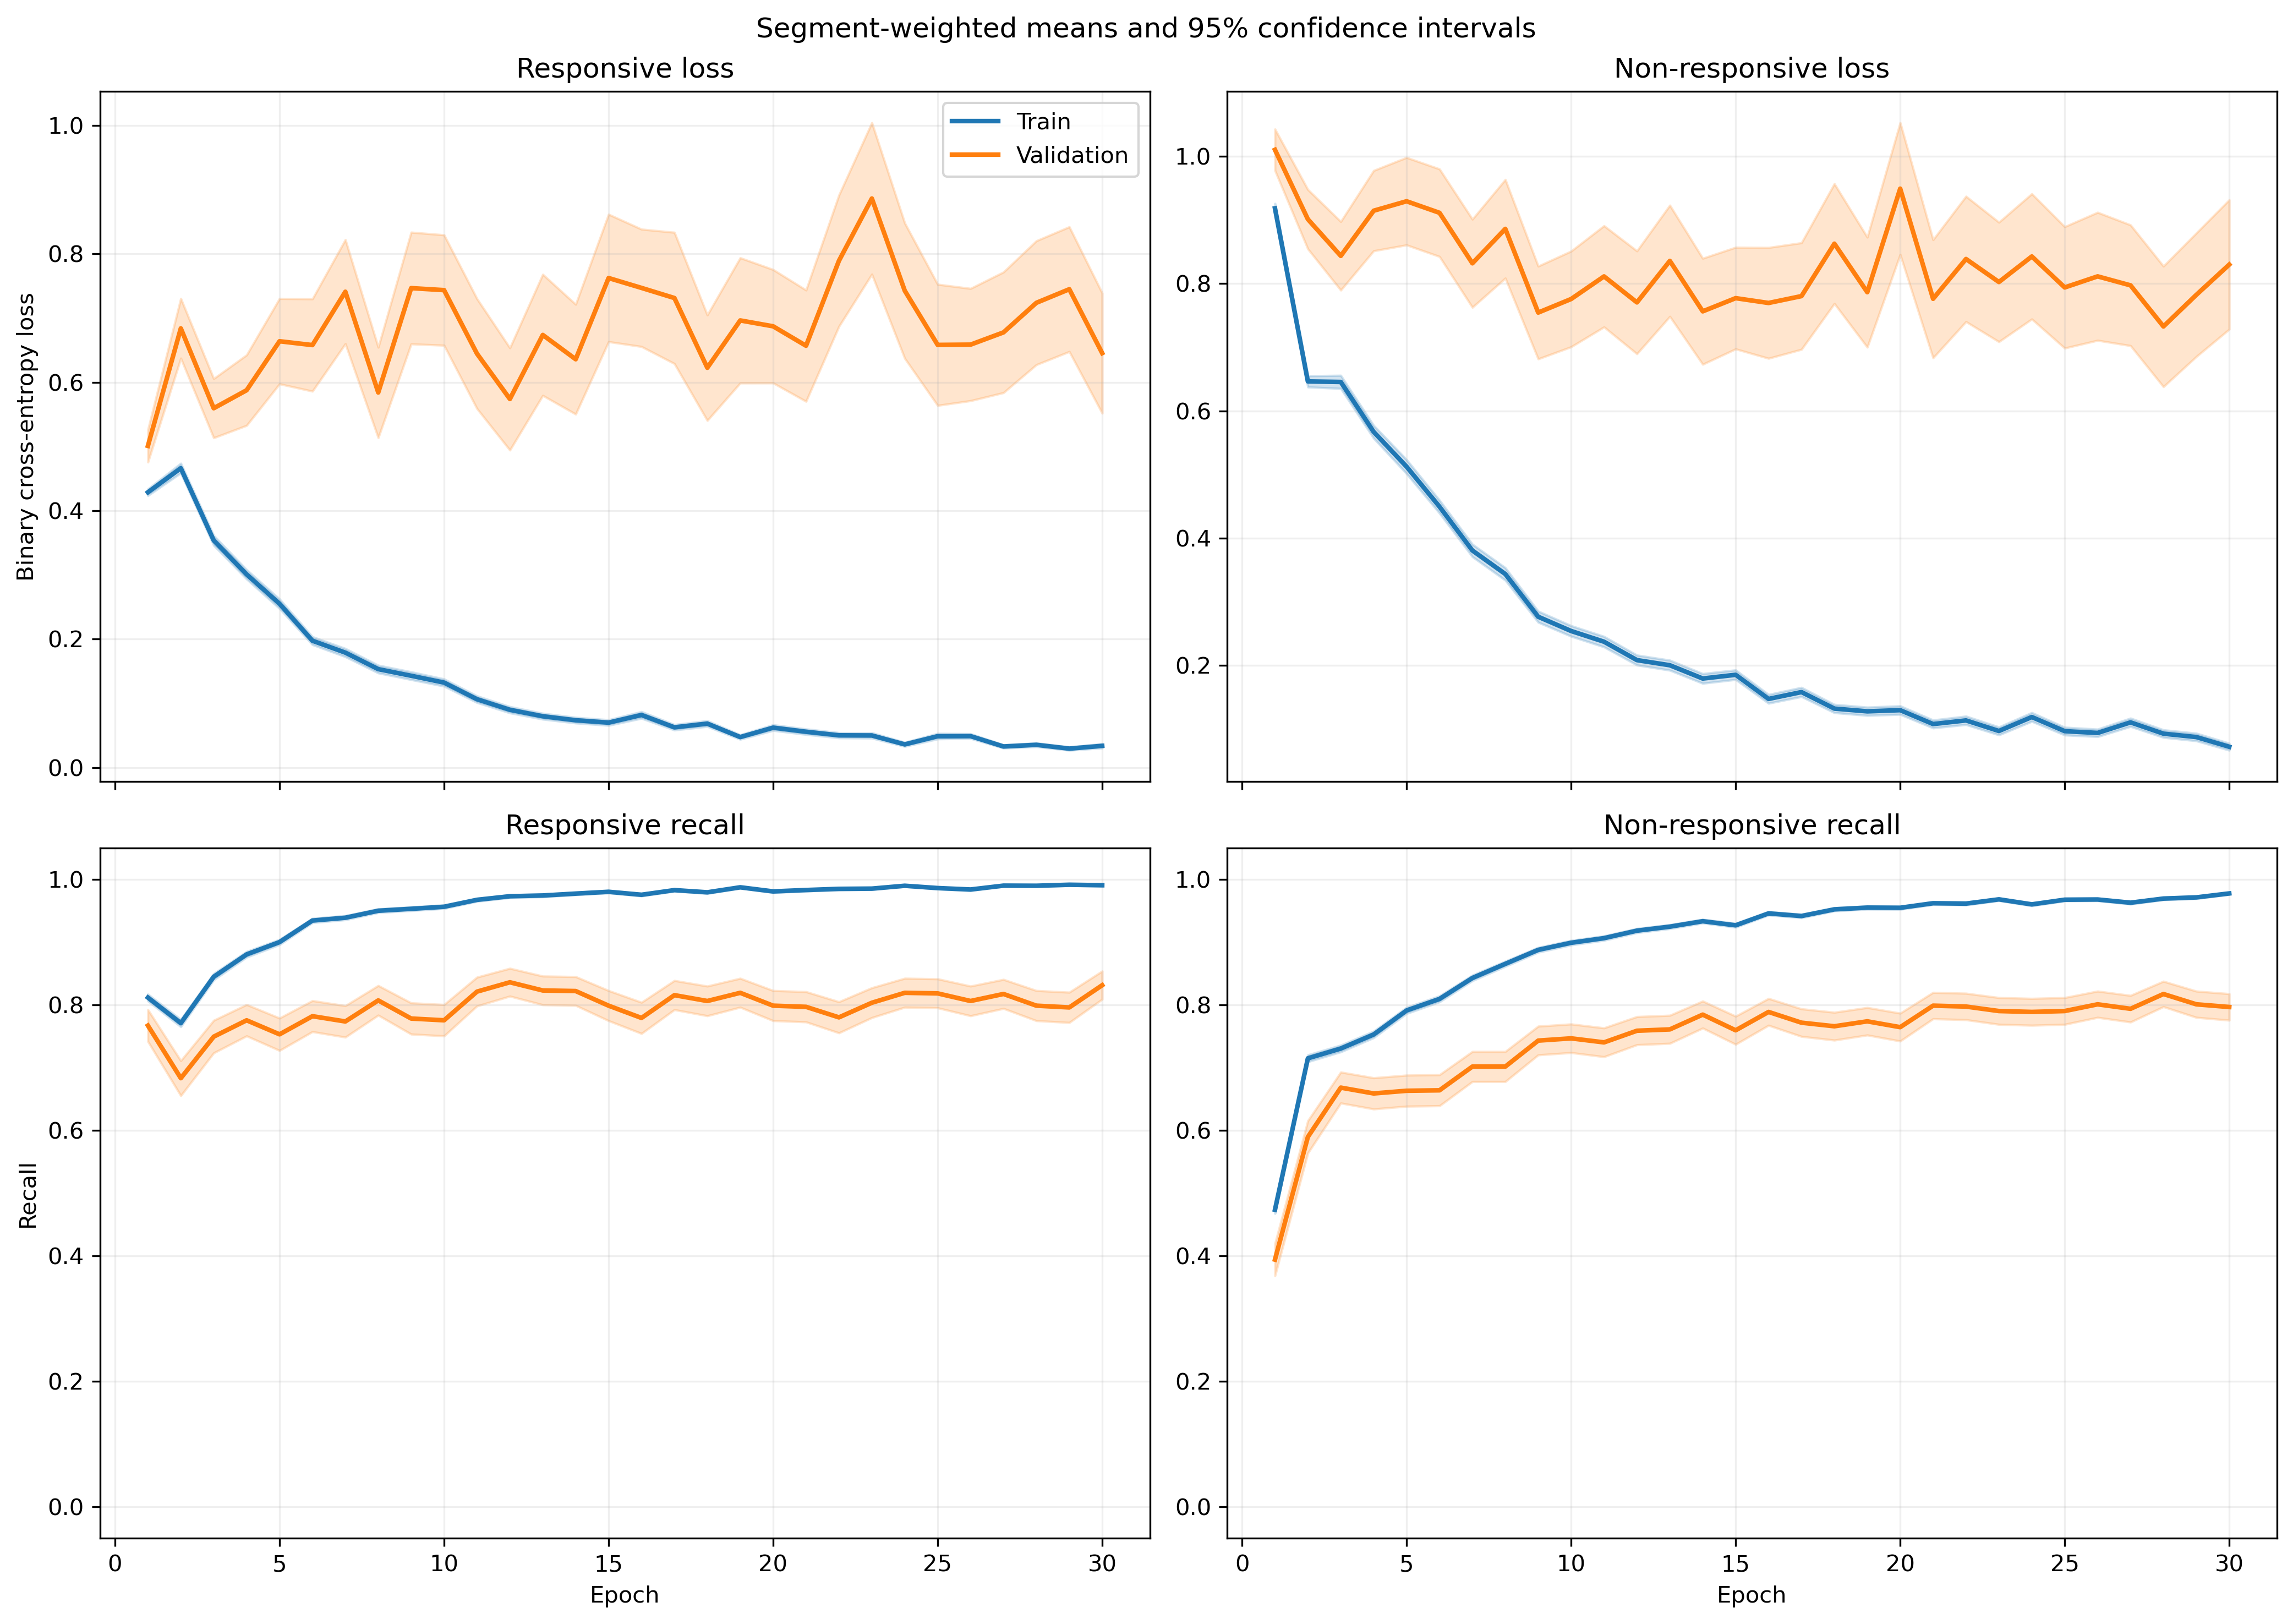 Segment-weighted means and 95% confidence intervals
Responsive loss
Non-responsive loss
Binary cross-entropy loss
1.0
0.8
0.6
0.4
0.2
0.0
Train
Validation
1.0
0.8
0.6
0.4
0.2
Responsive recall
Non-responsive recall
Recall
1.0
0.8
0.6
0.4
0.2
0.0
0 5 10 15 20 25 30
Epoch
1.0
0.8
0.6
0.4
0.2
0.0
0 5 10 15 20 25 30
Epoch